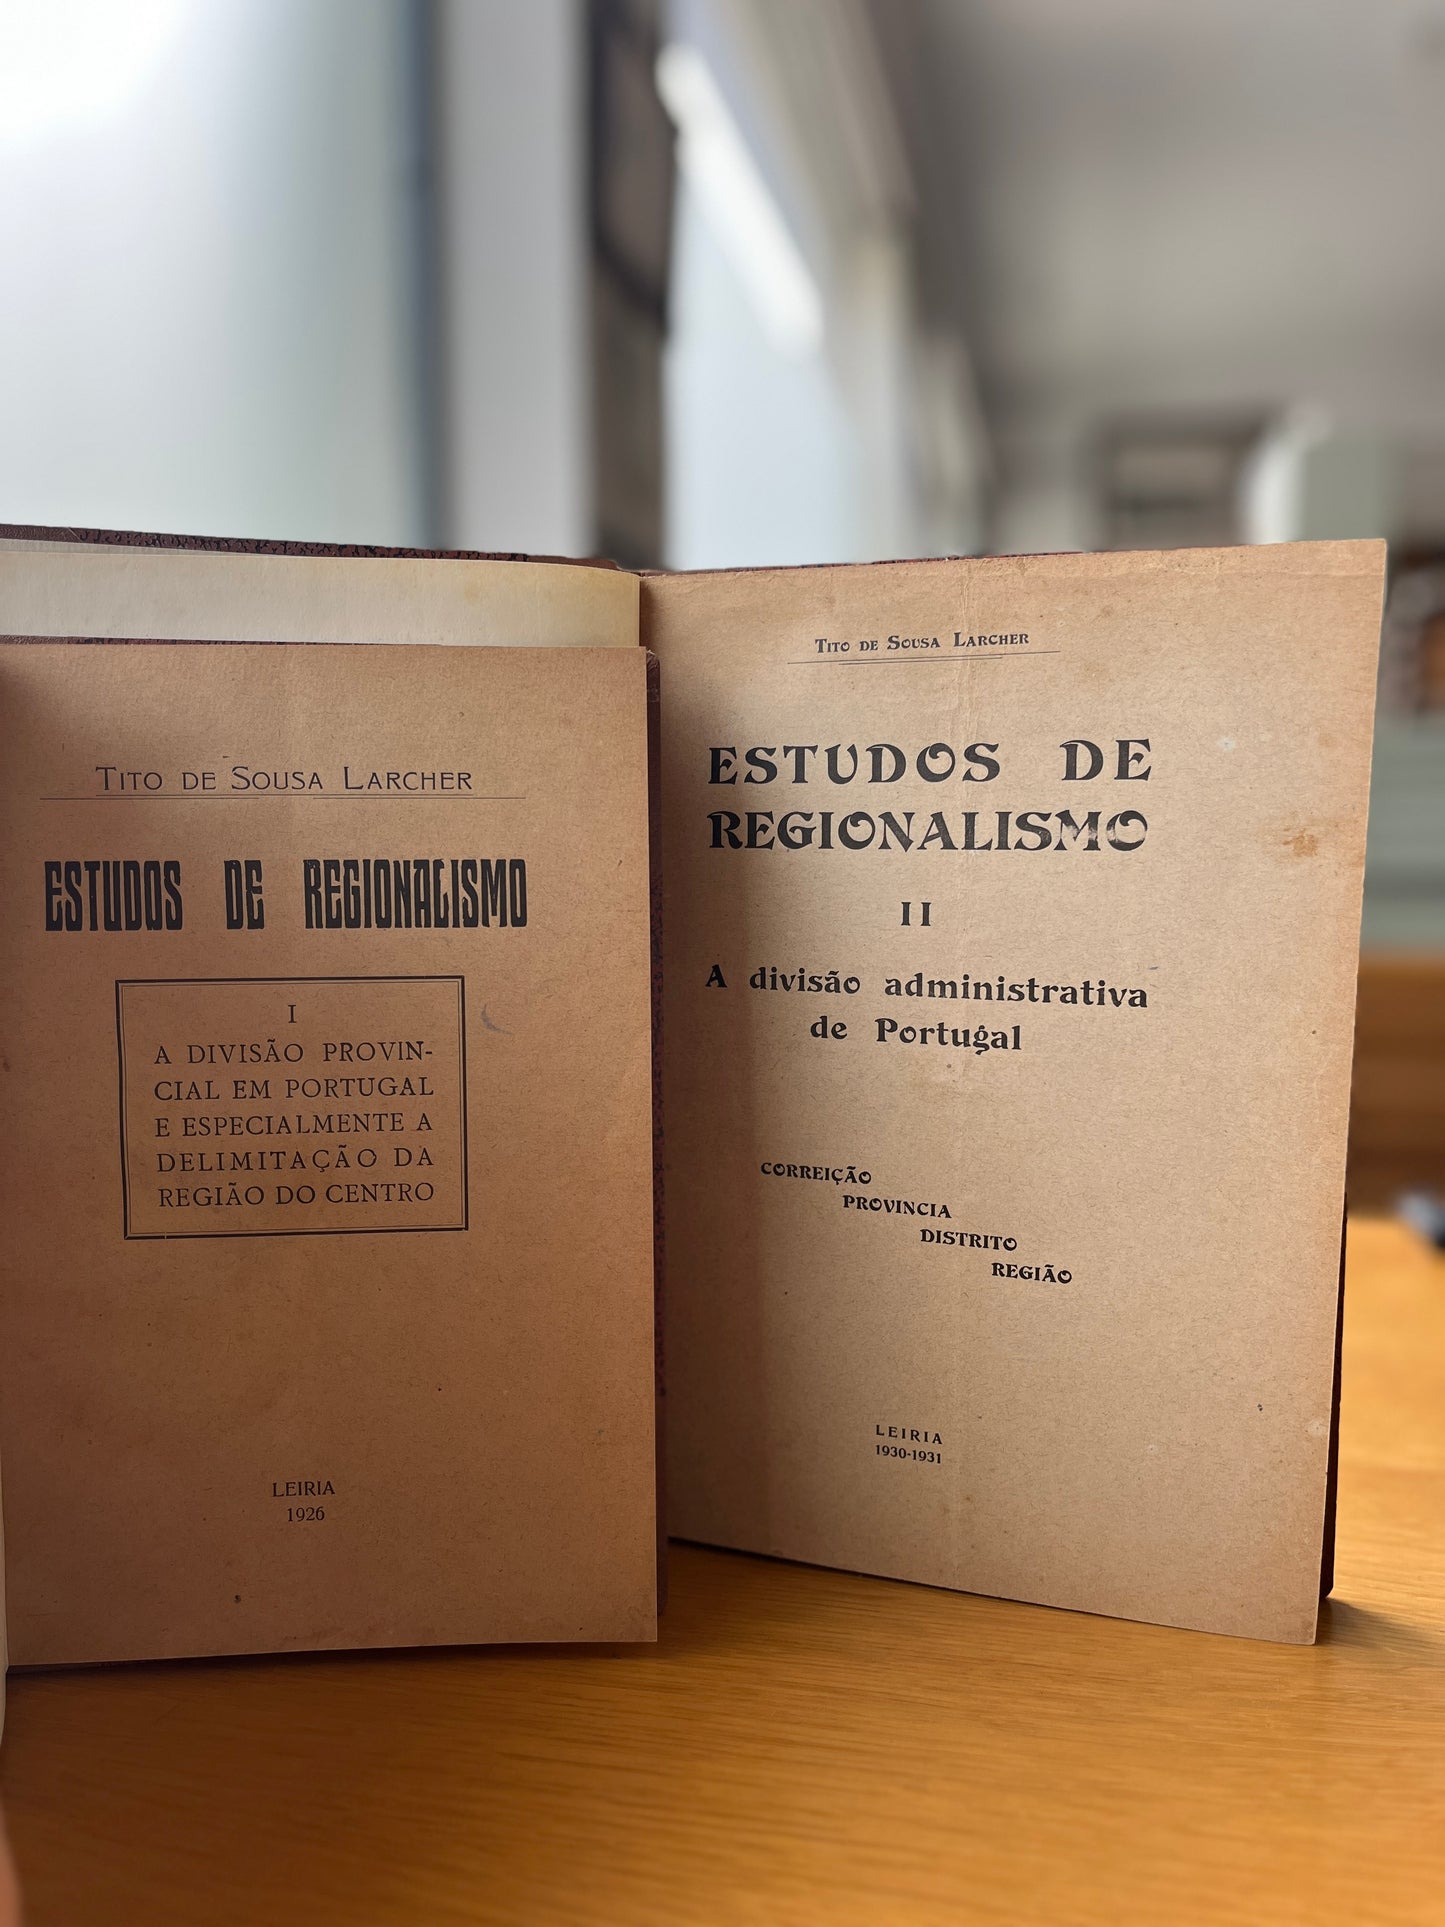 TITO DE SOUSA LARCHER
ESTUDOS DE REGIONALISMO
I
A DIVISÃO PROVIN-
CIAL EM PORTUGAL
E ESPECIALMENTE A
DELIMITAÇÃO DA
REGIÃO DO CENTRO
LEIRIA
1926
TITO DE SOUSA LARCHER
ESTUDOS DE
REGIONALISMO
II
A divisão administrativa
de Portugal
CORREIÇÃO
PROVINCIA
DISTRITO
REGIÃO
LEIRIA
1930-1931